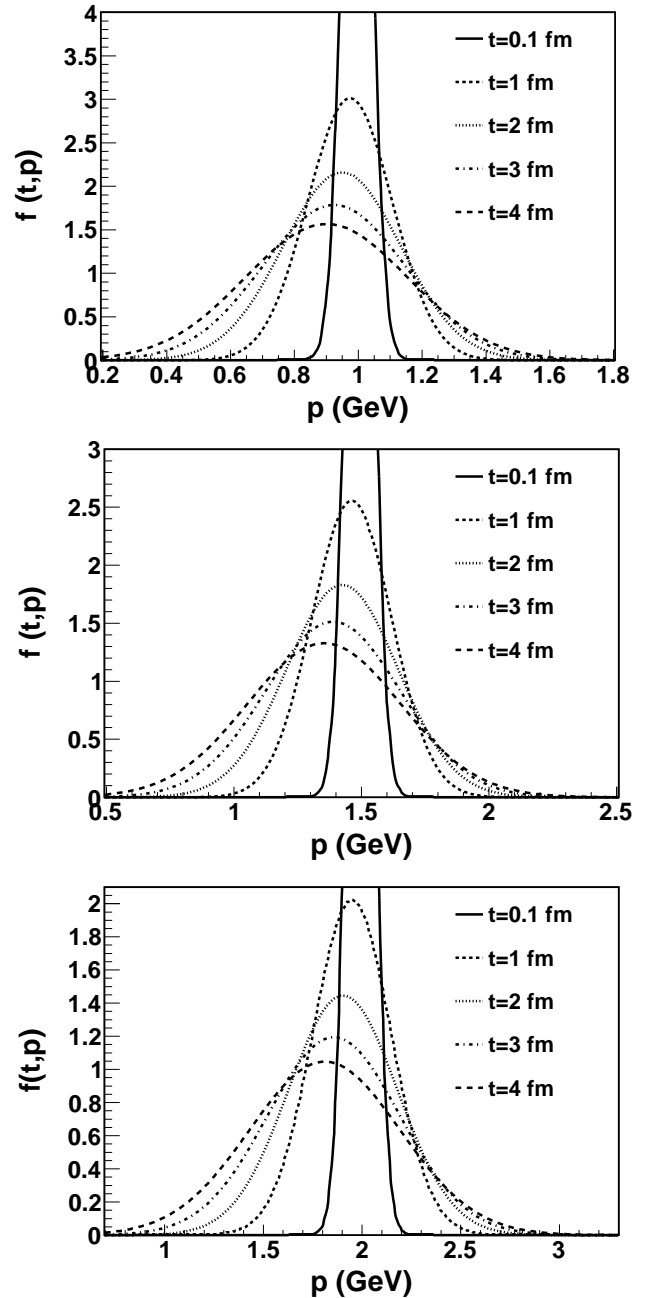 f (t,p)
4
3.5
3
2.5
2
1.5
1
0.5
0
t=0.1 fm
t=1 fm
t=2 fm
t=3 fm
t=4 fm
0.2 0.4 0.6 0.8 1 1.2 1.4 1.6 1.8
p (GeV)
f (t,p)
3
2.5
2
1.5
1
0.5
0
t=0.1 fm
t=1 fm
t=2 fm
t=3 fm
t=4 fm
0.5 1 1.5 2 2.5
p (GeV)
f(t,p)
2
1.8
1.6
1.4
1.2
1
0.8
0.6
0.4
0.2
0
t=0.1 fm
t=1 fm
t=2 fm
t=3 fm
t=4 fm
1 1.5 2 2.5 3
p (GeV)